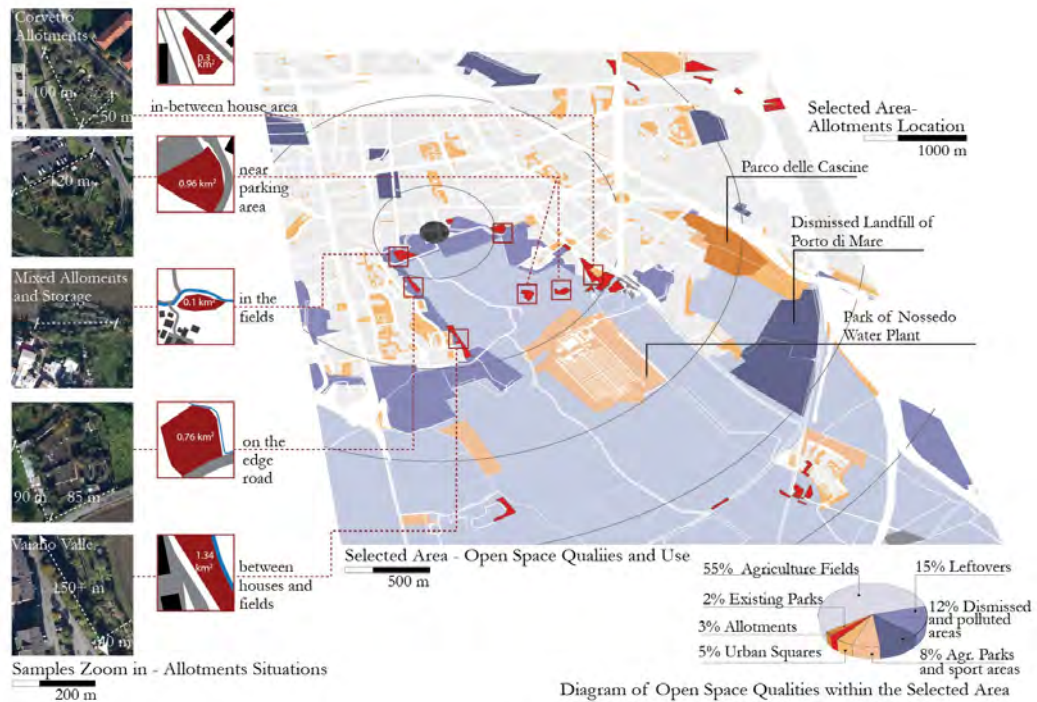 Corvetto
Allotments
100 m
50 m
0.3
km²
in-between house area
120 m
0.96 km²
near
parking
area
Mixed Alloments
and Storage
0.1 km²
in the
fields
90 m
85 m
0,76 km²
on the
edge
road
Vaiano Valle
150+ m
40 m
1.34
km²
between
houses and
fields
Samples Zoom in - Allotments Situations
200 m
Selected Area-
Allotments Location
1000 m
Parco delle Cascine
Dismissed Landfill of
Porto di Mare
Park of Nossedo
Water Plant
Selected Area - Open Space Qualiies and Use
500 m
55% Agriculture Fields
2% Existing Parks
3% Allotments
5% Urban Squares
15% Leftovers
12% Dismissed
and polluted
areas
8% Agr. Parks
and sport areas
Diagram of Open Space Qualities within the Selected Area